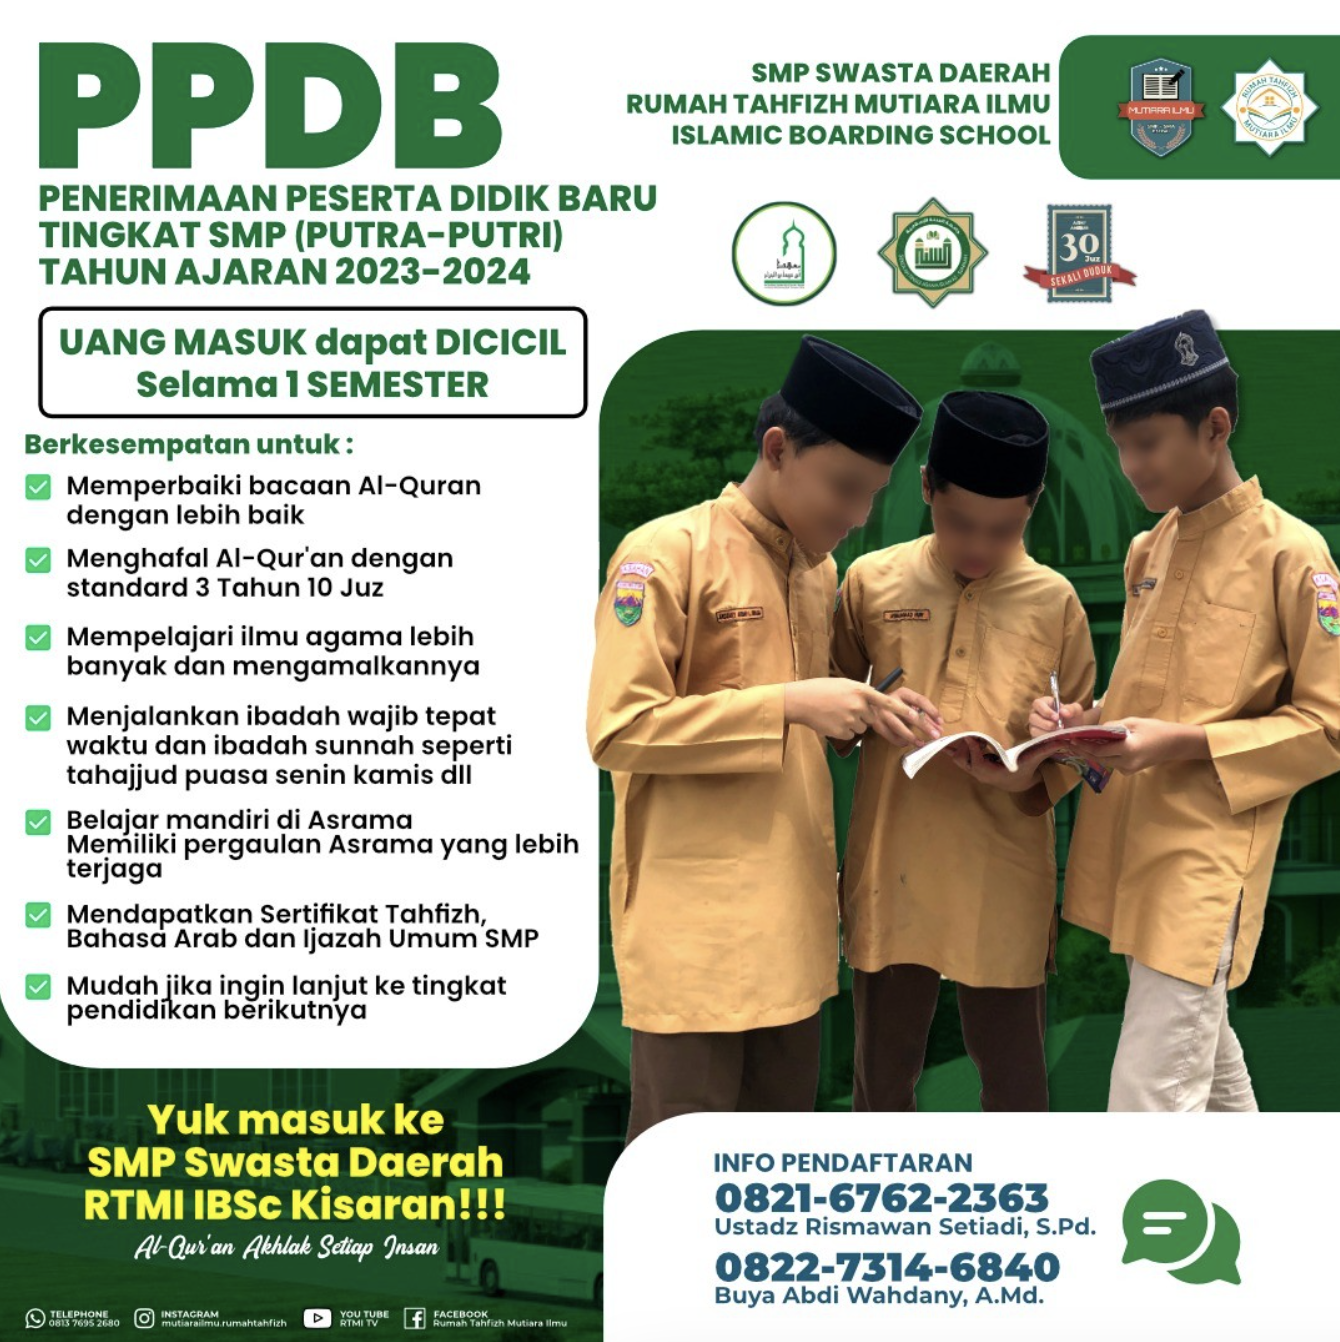 PPDB
PENERIMAAN PESERTA DIDIK BARU
TINGKAT SMP (PUTRA-PUTRI)
TAHUN AJARAN 2023-2024
SMP SWASTA DAERAH
RUMAH TAHFIZH MUTIARA ILMU
ISLAMIC BOARDING SCHOOL
MUTIARA ILMU
RUMAH TAHFIZH
MUTIARA ILMU
30
Juz
SEKALI DUDUK
UANG MASUK dapat DICICIL
Selama 1 SEMESTER
Berkesempatan untuk :
Memperbaiki bacaan Al-Quran
dengan lebih baik
Menghafal Al-Qur'an dengan
standard 3 Tahun 10 Juz
Mempelajari ilmu agama lebih
banyak dan mengamalkannya
Menjalankan ibadah wajib tepat
waktu dan ibadah sunnah seperti
tahajjud puasa senin kamis dll
Belajar mandiri di Asrama
Memiliki pergaulan Asrama yang lebih
terjaga
Mendapatkan Sertifikat Tahfizh,
Bahasa Arab dan Ijazah Umum SMP
Mudah jika ingin lanjut ke tingkat
pendidikan berikutnya
Yuk masuk ke
SMP Swasta Daerah
RTMI IBSc Kisaran!!!
Al-Qur'an Akhlak Setiap Insan
INFO PENDAFTARAN
0821-6762-2363
Ustadz Rismawan Setiadi, S.Pd.
0822-7314-6840
Buya Abdi Wahdany, A.Md.
TELEPHONE
0813 7695 2680
INSTAGRAM
mutiarailmu.rumahtahfizh
YOU TUBE
RTMI TV
FACEBOOK
Rumah Tahfizh Mutiara Ilmu